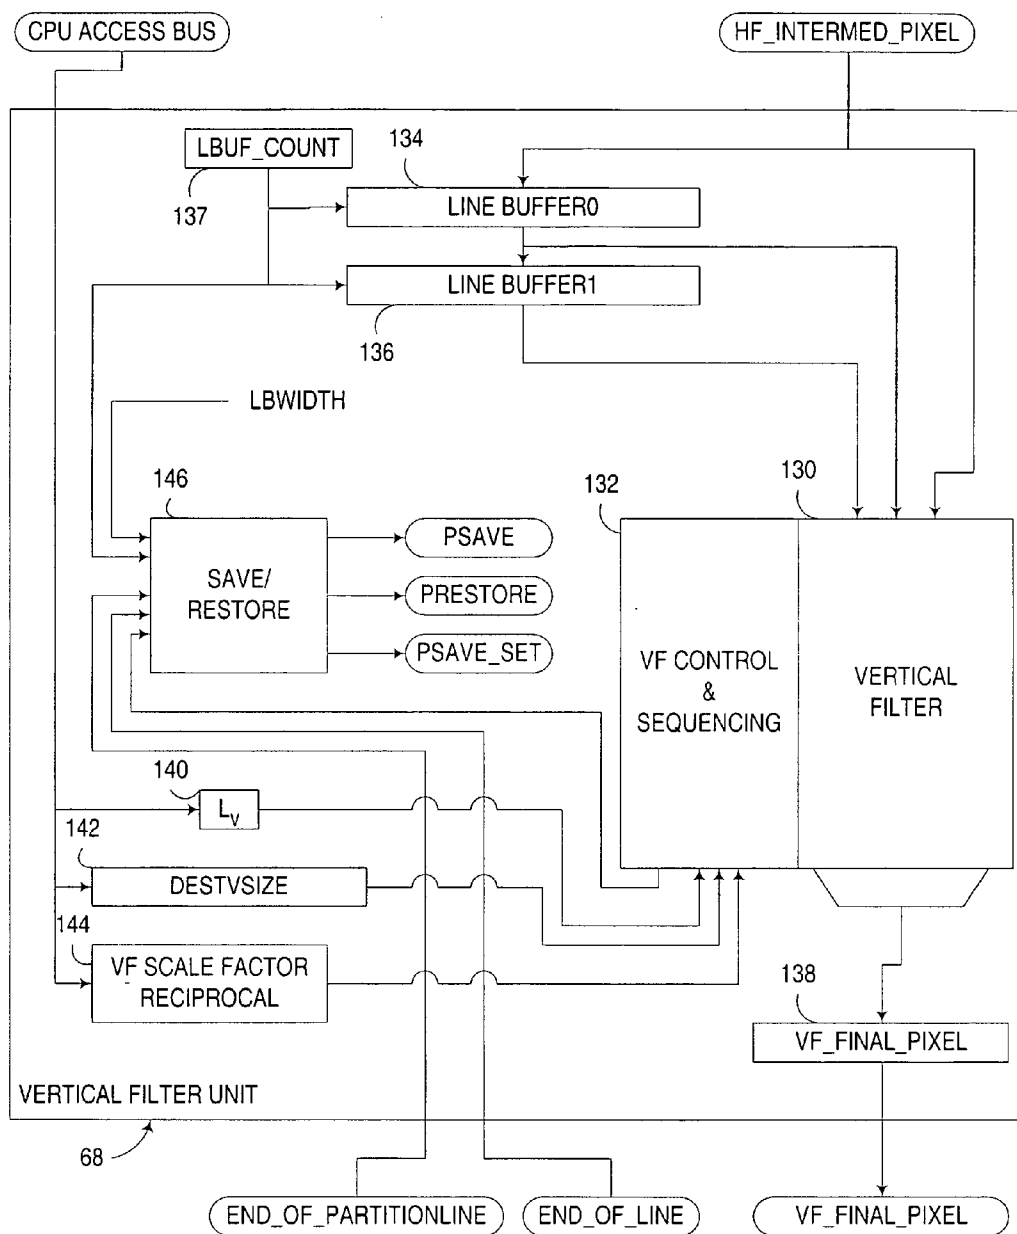 CPU ACCESS BUS
HF_INTERMED_PIXEL
LBUF_COUNT
134
137
LINE BUFFER0
LINE BUFFER1
136
LBWIDTH
146
132
130
SAVE/
RESTORE
PSAVE
PRESTORE
PSAVE_SET
VF CONTROL
&
SEQUENCING
VERTICAL
FILTER
140
LV
142
DESTVSIZE
144
VF SCALE FACTOR
RECIPROCAL
138
VF_FINAL_PIXEL
VERTICAL FILTER UNIT
68
END_OF_PARTITIONLINE
END_OF_LINE
VF_FINAL_PIXEL